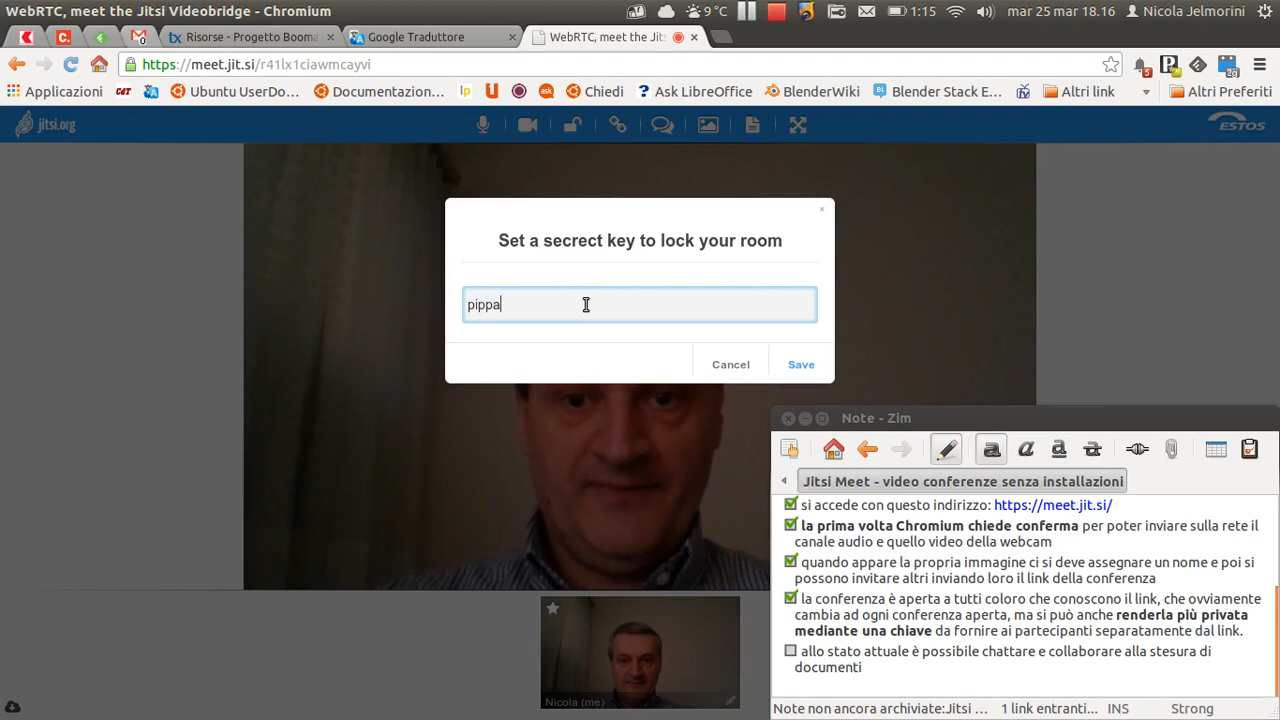 WebRTC, meet the Jitsi Videobridge - Chromium
9 °C
1:15
mar 25 mar 18.16
Nicola Jelmorini
Risorse - Progetto Booma
Google Traduttore
WebRTC, meet the Jits
https://meet.jit.si/r41lx1ciawmcayvi
5
20
Applicazioni
CdT
Ubuntu UserDo...
Documentazion...
lp
U
ask
Chiedi
? Ask LibreOffice
BlenderWiki
Blender Stack E...
Altri link
Altri Preferiti
jitsi.org
ESTOS
Set a secrect key to lock your room
pippa
Cancel
Save
Note - Zim
Jitsi Meet - video conferenze senza installazioni
si accede con questo indirizzo: https://meet.jit.si/
la prima volta Chromium chiede conferma per poter inviare sulla rete il
canale audio e quello video della webcam
quando appare la propria immagine ci si deve assegnare un nome e poi si
possono invitare altri inviando loro il link della conferenza
la conferenza è aperta a tutti coloro che conoscono il link, che ovviamente
cambia ad ogni conferenza aperta, ma si può anche renderla più privata
mediante una chiave da fornire ai partecipanti separatamente dal link.
allo stato attuale è possibile chattare e collaborare alla stesura di
documenti
Nicola (me)
Note non ancora archiviate:Jitsi ...
1 link entranti...
INS
Strong